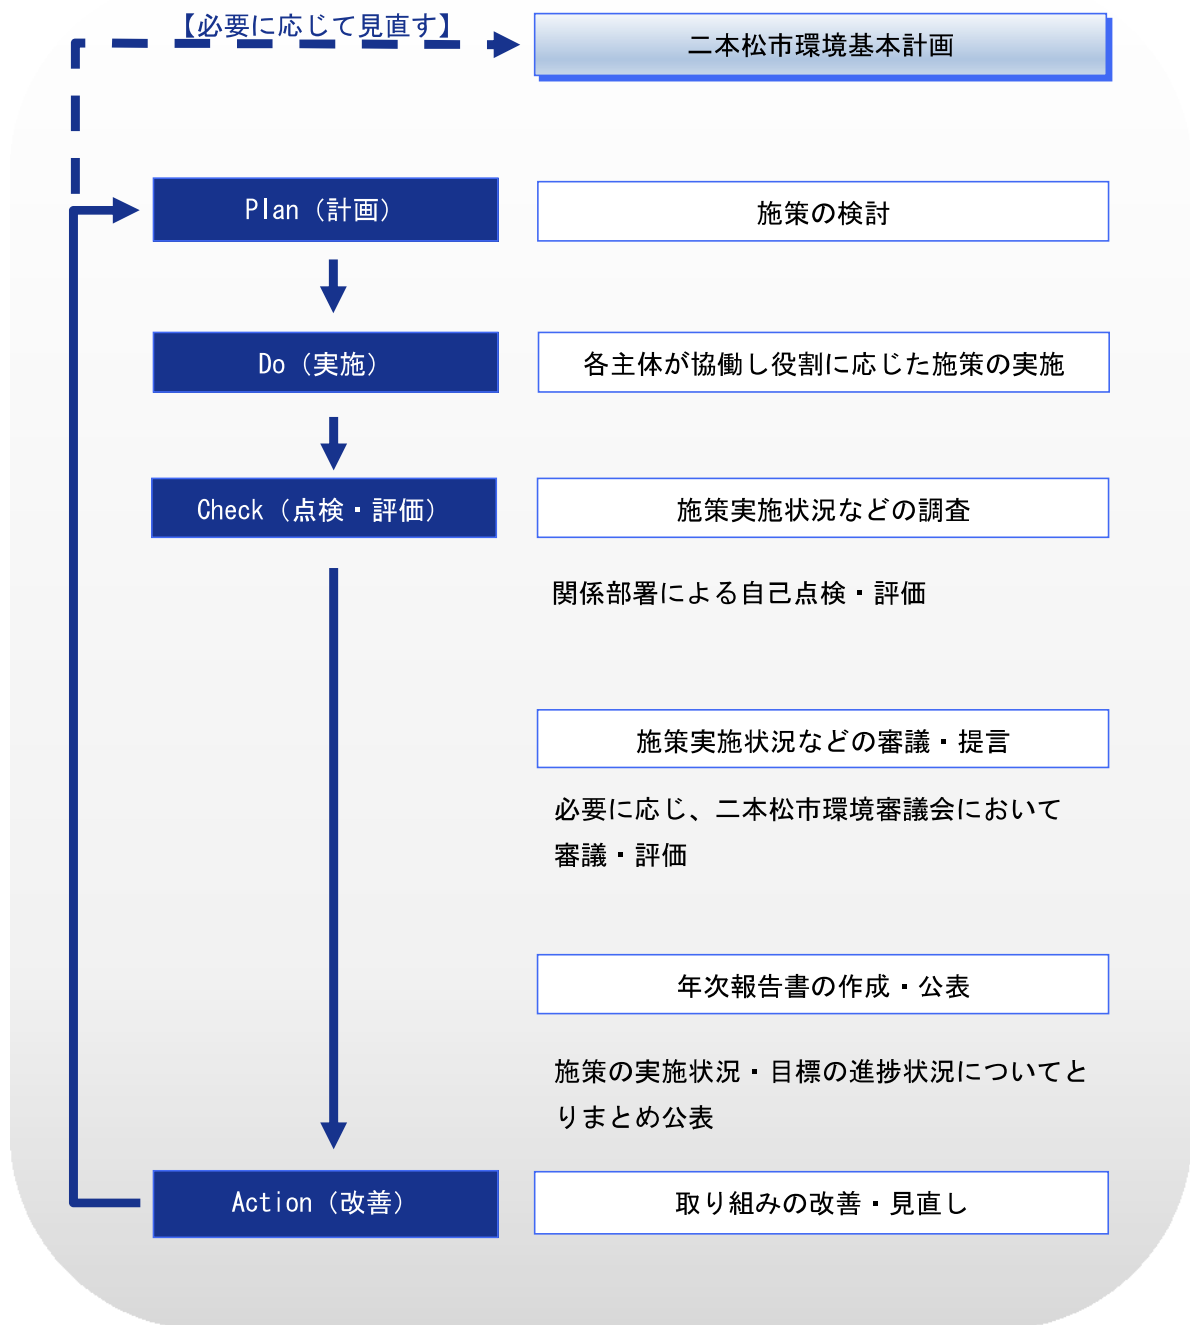 【必要に応じて見直す】
二本松市環境基本計画
Plan（計画）
施策の検討
Do（実施）
各主体が協働し役割に応じた施策の実施
Check（点検・評価）
施策実施状況などの調査
関係部署による自己点検・評価
施策実施状況などの審議・提言
必要に応じ、二本松市環境審議会において
審議・評価
年次報告書の作成・公表
施策の実施状況・目標の進捗状況についてと
りまとめ公表
Action（改善）
取り組みの改善・見直し